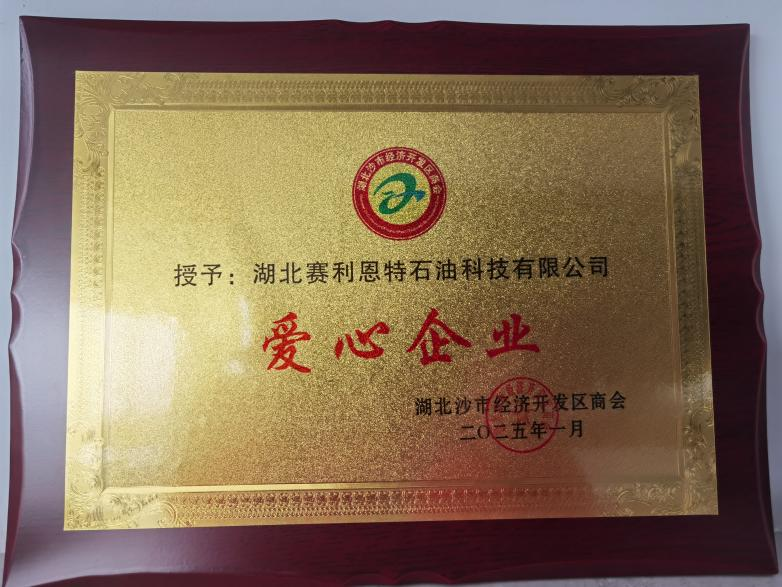 湖北沙市经济开发区商会
授予：湖北赛利恩特石油科技有限公司
爱心企业
湖北沙市经济开发区商会
二〇二五年一月